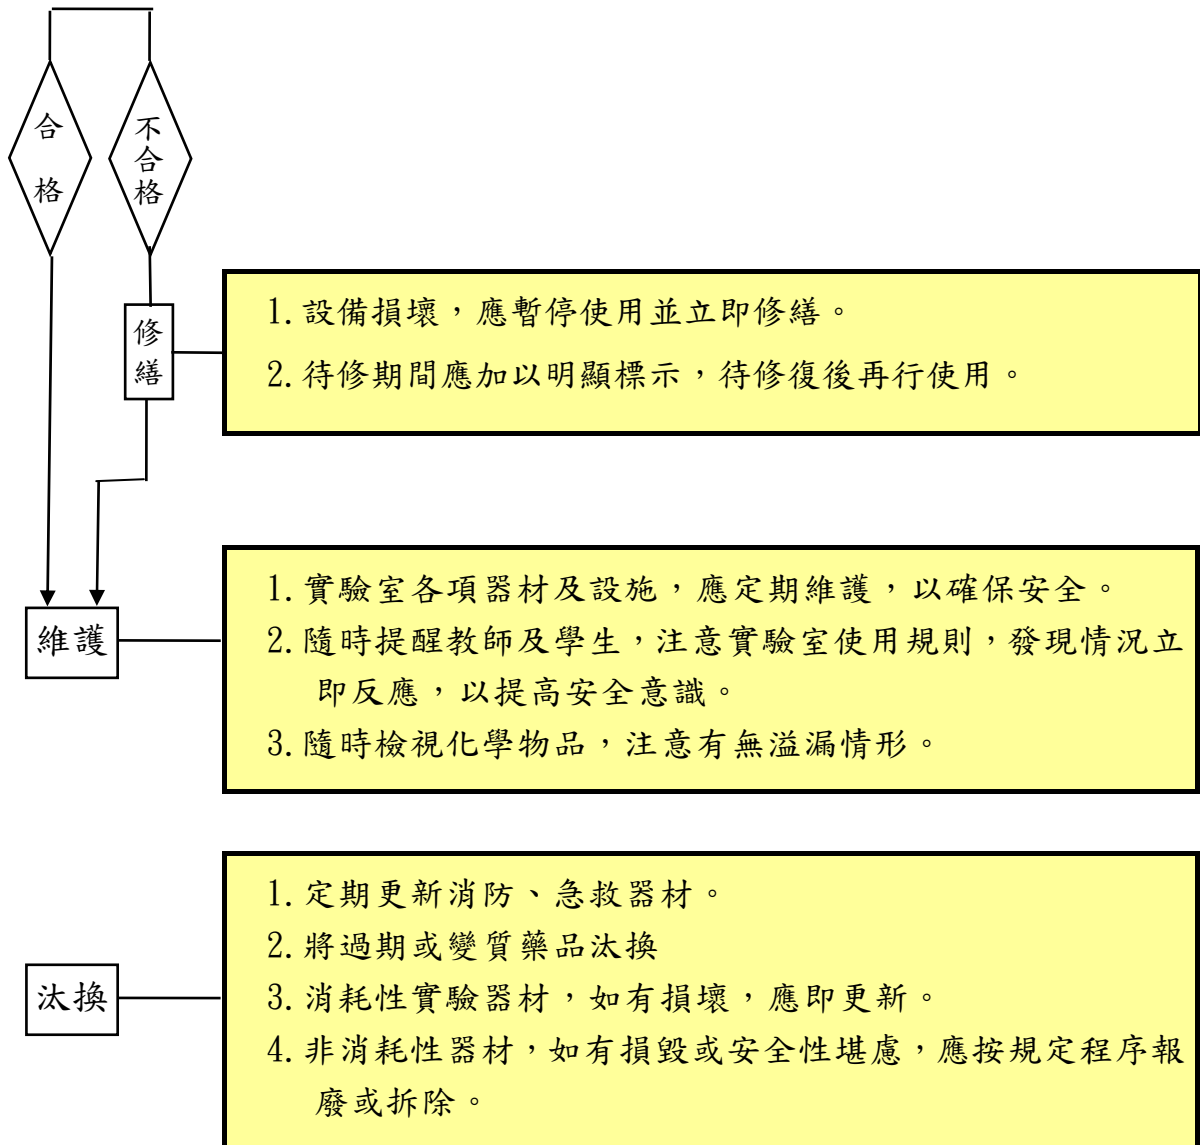 合格
不合格
修繕
1.設備損壞，應暫停使用並立即修繕。
2.待修期間應加以明顯標示，待修復後再行使用。
維護
1.實驗室各項器材及設施，應定期維護，以確保安全。
2.隨時提醒教師及學生，注意實驗室使用規則，發現情況立
即反應，以提高安全意識。
3.隨時檢視化學物品，注意有無溢漏情形。
汰換
1.定期更新消防、急救器材。
2.將過期或變質藥品汰換
3.消耗性實驗器材，如有損壞，應即更新。
4.非消耗性器材，如有損毀或安全性堪慮，應按規定程序報
廢或拆除。